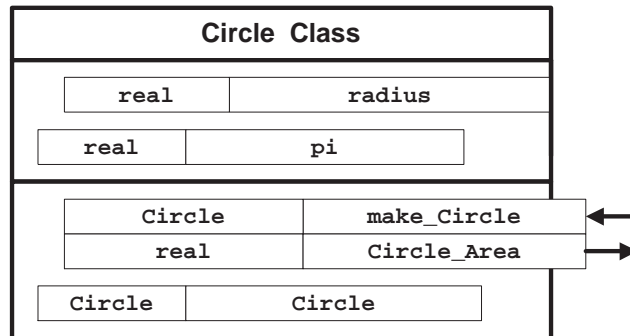 Circle Class
real radius
real pi
Circle make_Circle
real Circle_Area
Circle Circle